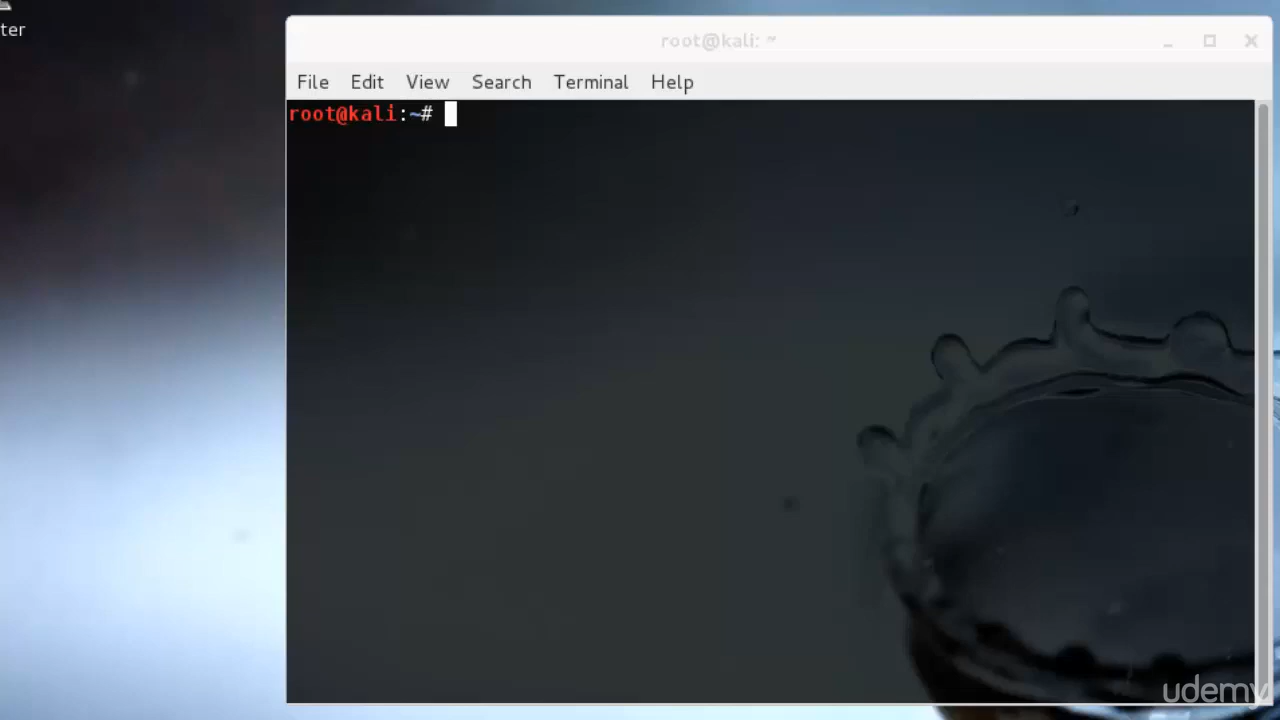 ter
root@kali: ~
File Edit View Search Terminal Help
root@kali:~#
udemy